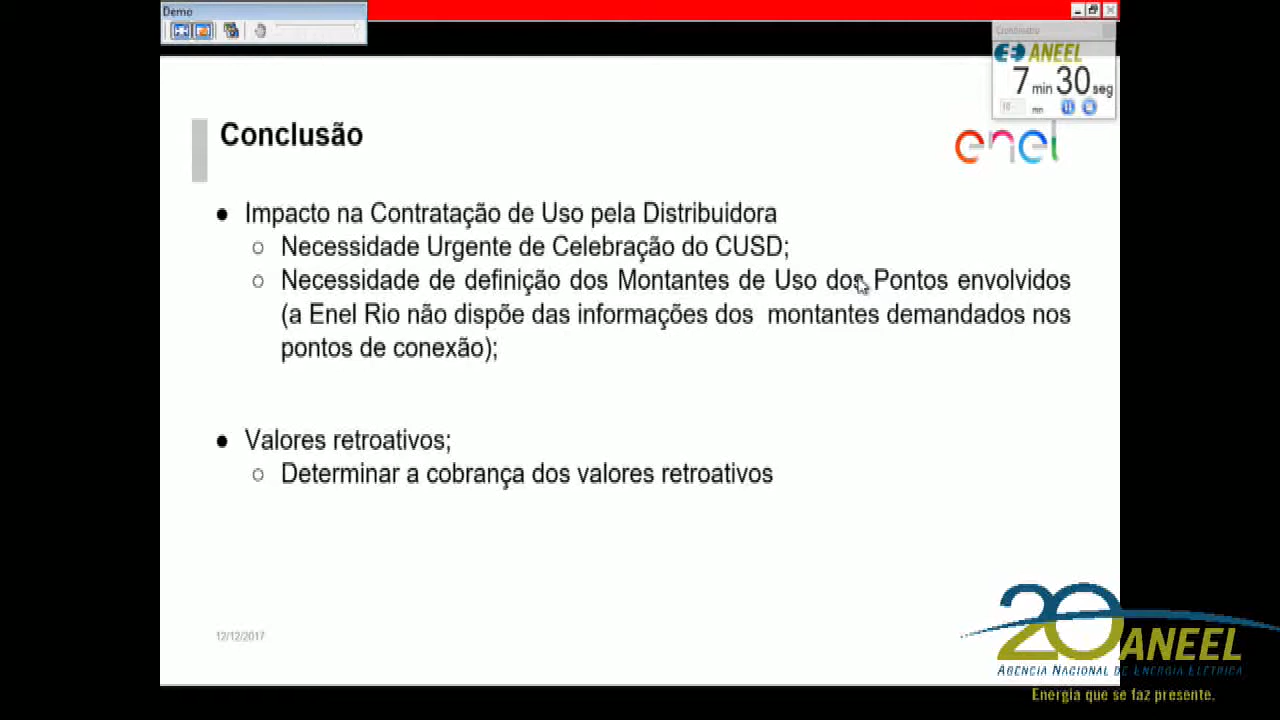 Demo
Cronômetro
ANEEL
7 min 30 seg
10
mn
Conclusão
enel
● Impacto na Contratação de Uso pela Distribuidora
○ Necessidade Urgente de Celebração do CUSD;
○ Necessidade de definição dos Montantes de Uso dos Pontos envolvidos
(a Enel Rio não dispõe das informações dos montantes demandados nos
pontos de conexão);
● Valores retroativos;
○ Determinar a cobrança dos valores retroativos
12/12/2017
20 ANEEL
AGÊNCIA NACIONAL DE ENERGIA ELÉTRICA
Energia que se faz presente.